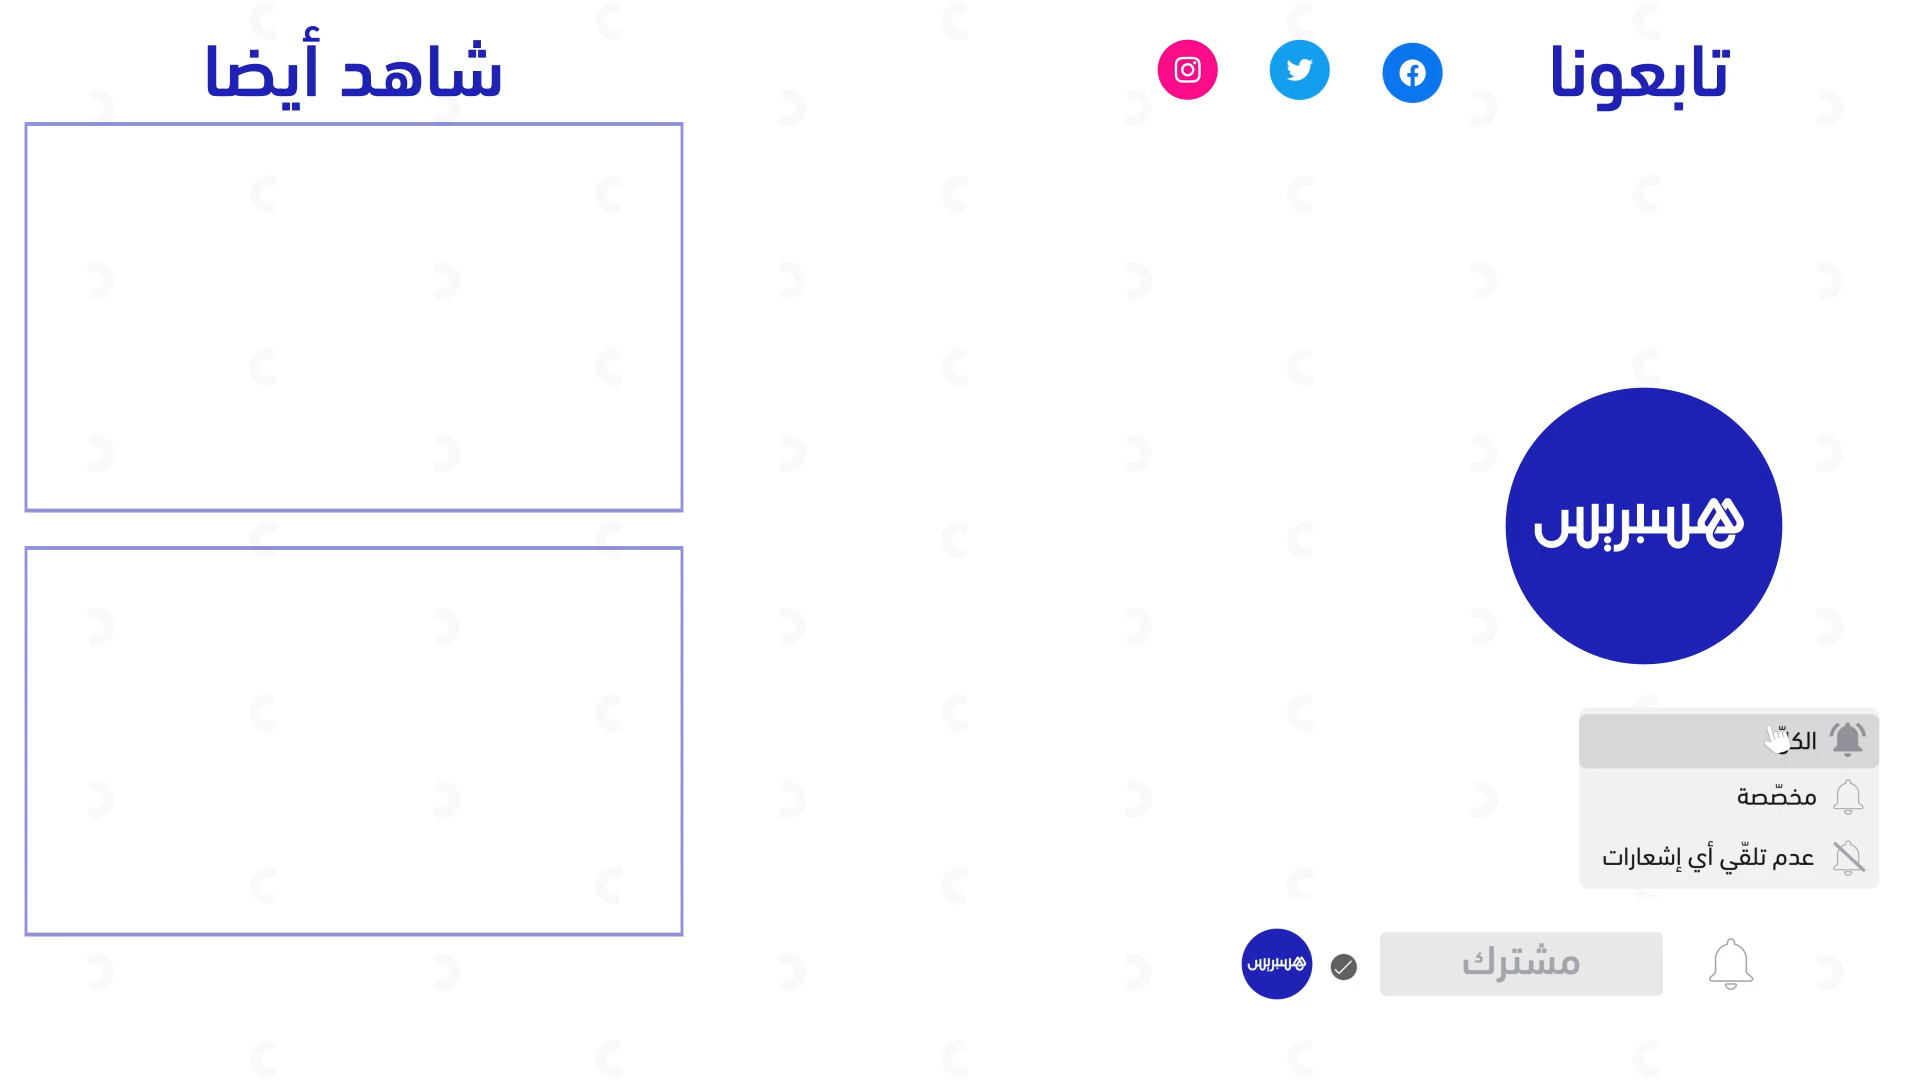 تابعونا
شاهد أيضا
هسبريس
الكلّ
مخصّصة
عدم تلقّي أي إشعارات
هسبريس
مشترك